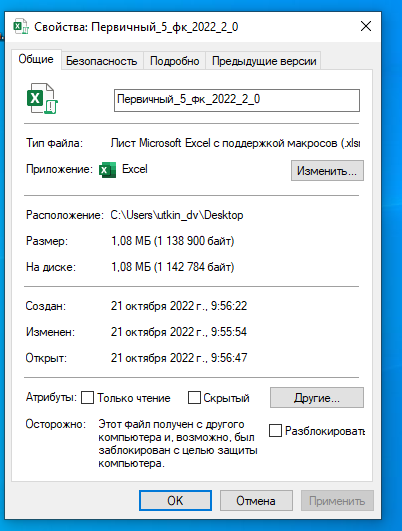 Свойства: Первичный_5_фк_2022_2_0
Общие Безопасность Подробно Предыдущие версии
Первичный_5_фк_2022_2_0
Тип файла: Лист Microsoft Excel с поддержкой макросов (.xlsm
Приложение: Excel Изменить...
Расположение: C:\Users\utkin_dv\Desktop
Размер: 1,08 МБ (1 138 900 байт)
На диске: 1,08 МБ (1 142 784 байт)
Создан: 21 октября 2022 г., 9:56:22
Изменен: 21 октября 2022 г., 9:55:54
Открыт: 21 октября 2022 г., 9:56:47
Атрибуты: Только чтение Скрытый Другие...
Осторожно: Этот файл получен с другого
компьютера и, возможно, был
заблокирован с целью защиты
компьютера.
Разблокировать
ОК Отмена Применить